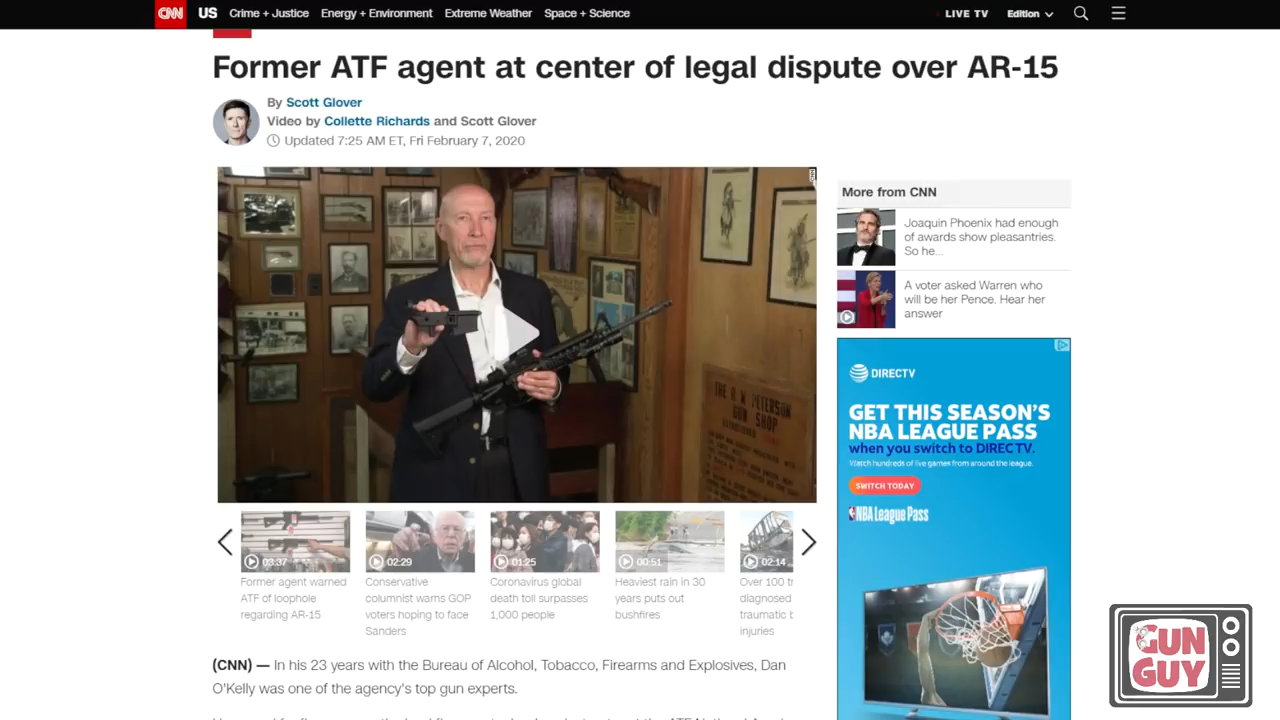 CNN US Crime + Justice Energy + Environment Extreme Weather Space + Science LIVE TV Edition
Former ATF agent at center of legal dispute over AR-15
By Scott Glover
Video by Collette Richards and Scott Glover
Updated 7:25 AM ET, Fri February 7, 2020
THE R. W. PETERSON
GUN SHOP
03:37
Former agent warned
ATF of loophole
regarding AR-15
02:29
Conservative
columnist warns GOP
voters hoping to face
Sanders
01:25
Coronavirus global
death toll surpasses
1,000 people
00:51
Heaviest rain in 30
years puts out
bushfires
02:14
Over 100 tr
diagnosed
traumatic b
injuries
(CNN) — In his 23 years with the Bureau of Alcohol, Tobacco, Firearms and Explosives, Dan
O'Kelly was one of the agency's top gun experts.
More from CNN
Joaquin Phoenix had enough
of awards show pleasantries.
So he...
A voter asked Warren who
will be her Pence. Hear her
answer
DIRECTV
GET THIS SEASON'S
NBA LEAGUE PASS
when you switch to DIRECTV.
Watch hundreds of live games from around the league.
SWITCH TODAY
NBA League Pass
GUN
GUY